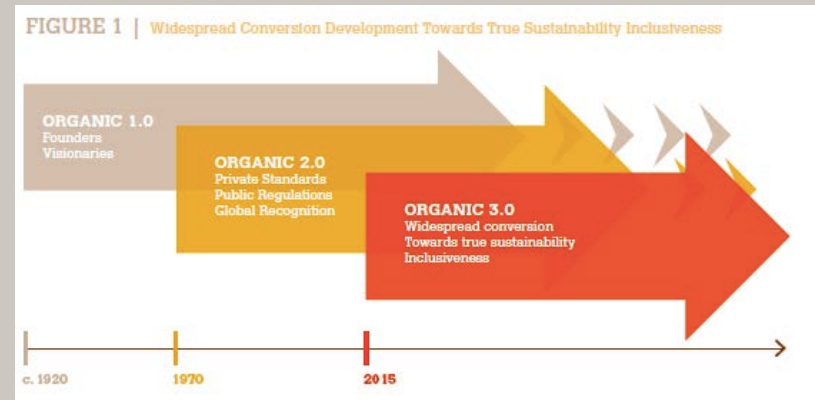 FIGURE 1 | Widespread Conversion Development Towards True Sustainability Inclusiveness
ORGANIC 1.0
Founders
Visionaries
ORGANIC 2.0
Private Standards
Public Regulations
Global Recognition
ORGANIC 3.0
Widespread conversion
Towards true sustainability
Inclusiveness
c. 1920
1970
2015